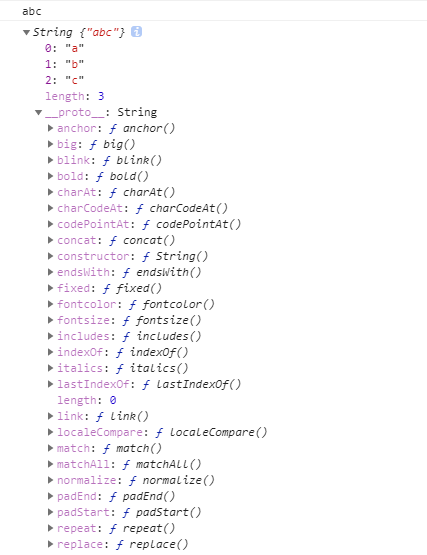 abc
String {"abc"} i
0: "a"
1: "b"
2: "c"
length: 3
__proto__: String
anchor: ƒ anchor()
big: ƒ big()
blink: ƒ blink()
bold: ƒ bold()
charAt: ƒ charAt()
charCodeAt: ƒ charCodeAt()
codePointAt: ƒ codePointAt()
concat: ƒ concat()
constructor: ƒ String()
endsWith: ƒ endsWith()
fixed: ƒ fixed()
fontcolor: ƒ fontcolor()
fontsize: ƒ fontsize()
includes: ƒ includes()
indexOf: ƒ indexOf()
italics: ƒ italics()
lastIndexOf: ƒ lastIndexOf()
length: 0
link: ƒ link()
localeCompare: ƒ localeCompare()
match: ƒ match()
matchAll: ƒ matchAll()
normalize: ƒ normalize()
padEnd: ƒ padEnd()
padStart: ƒ padStart()
repeat: ƒ repeat()
replace: ƒ replace()